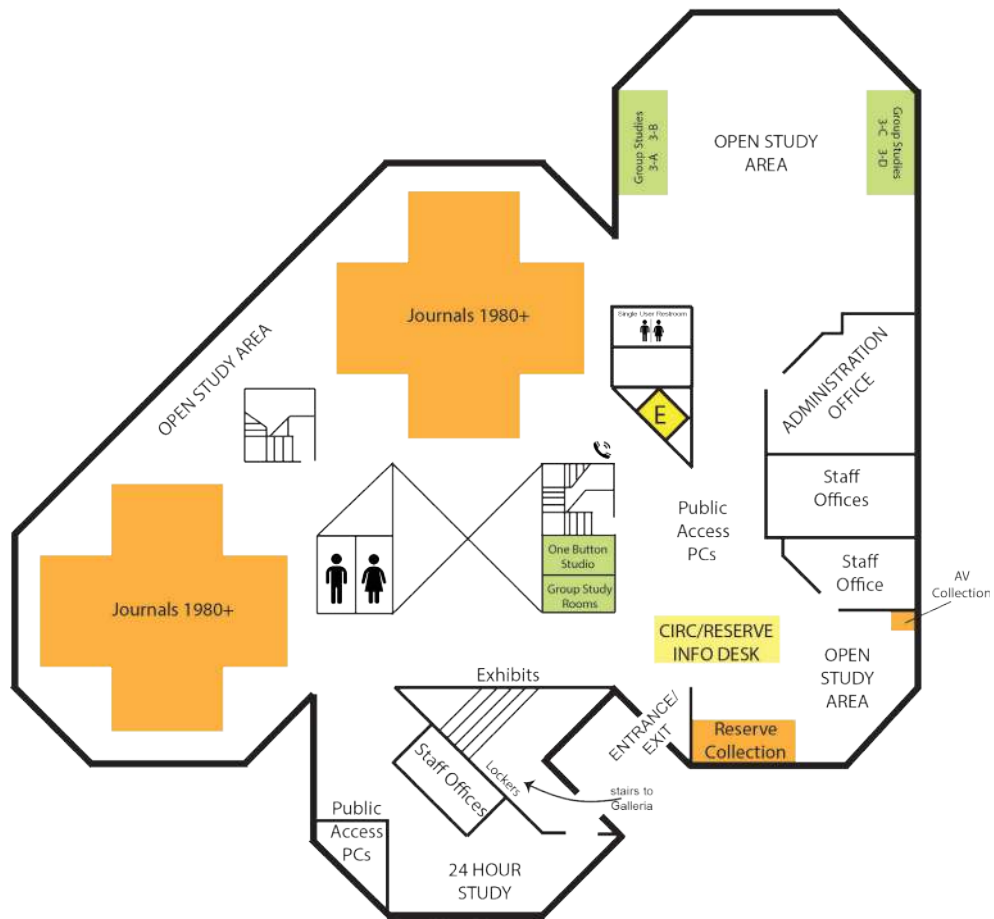 OPEN STUDY
AREA
Group Studies
3-A 3-B
Group Studies
3-C 3-D
Journals 1980+
Single User Restroom
OPEN STUDY AREA
E
ADMINISTRATION
OFFICE
Staff
Offices
Public
Access
PCs
One Button
Studio
Group Study
Rooms
Staff
Office
AV
Collection
Journals 1980+
CIRC/RESERVE
INFO DESK
OPEN
STUDY
AREA
Exhibits
ENTRANCE/
EXIT
Reserve
Collection
Staff Offices
Lockers
stairs to
Galleria
Public
Access
PCs
24 HOUR
STUDY